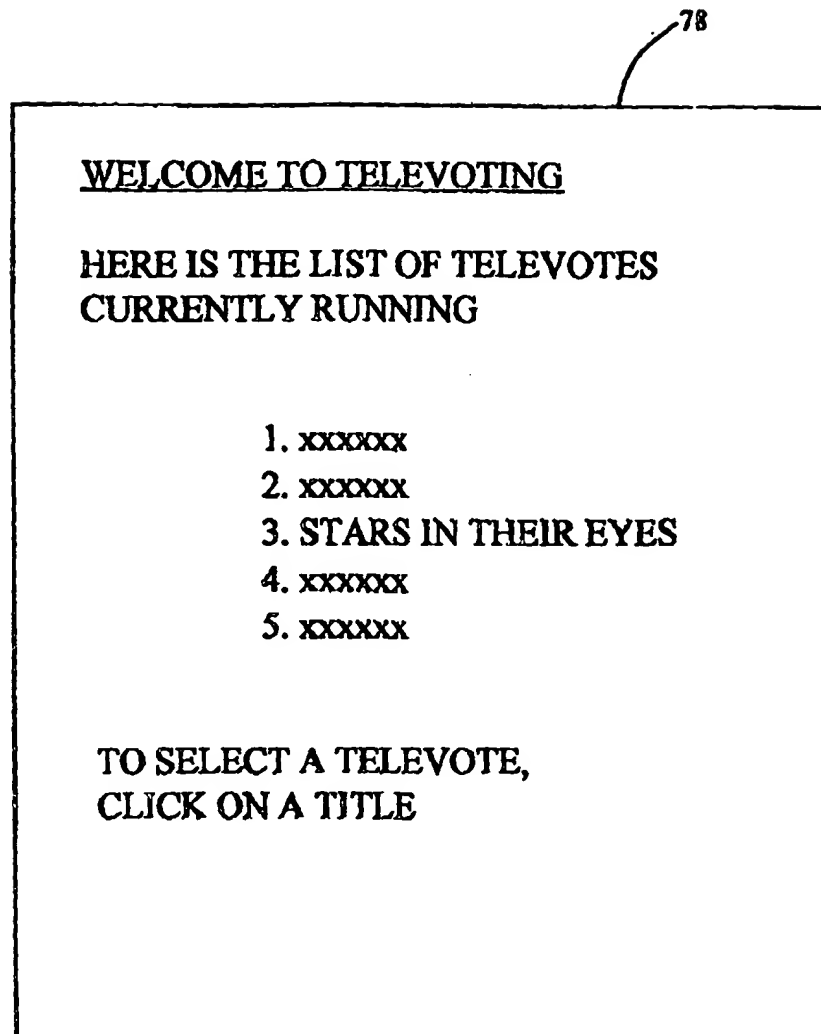 78
WELCOME TO TELEVOTING
HERE IS THE LIST OF TELEVOTES
CURRENTLY RUNNING
1. xxxxxx
2. xxxxxx
3. STARS IN THEIR EYES
4. xxxxxx
5. xxxxxx
TO SELECT A TELEVOTE,
CLICK ON A TITLE